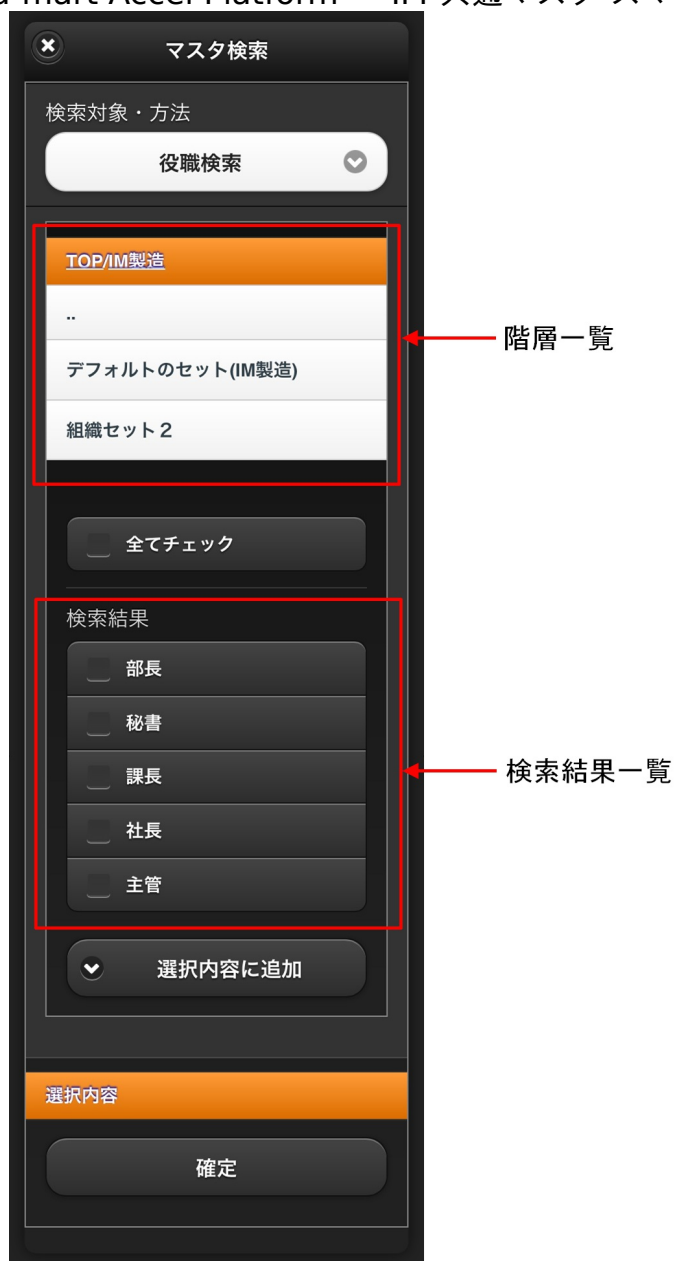 マスタ検索
検索対象・方法
役職検索
TOP/IM製造
..
デフォルトのセット(IM製造)
組織セット２
階層一覧
全てチェック
検索結果
部長
秘書
課長
社長
主管
検索結果一覧
選択内容に追加
選択内容
確定